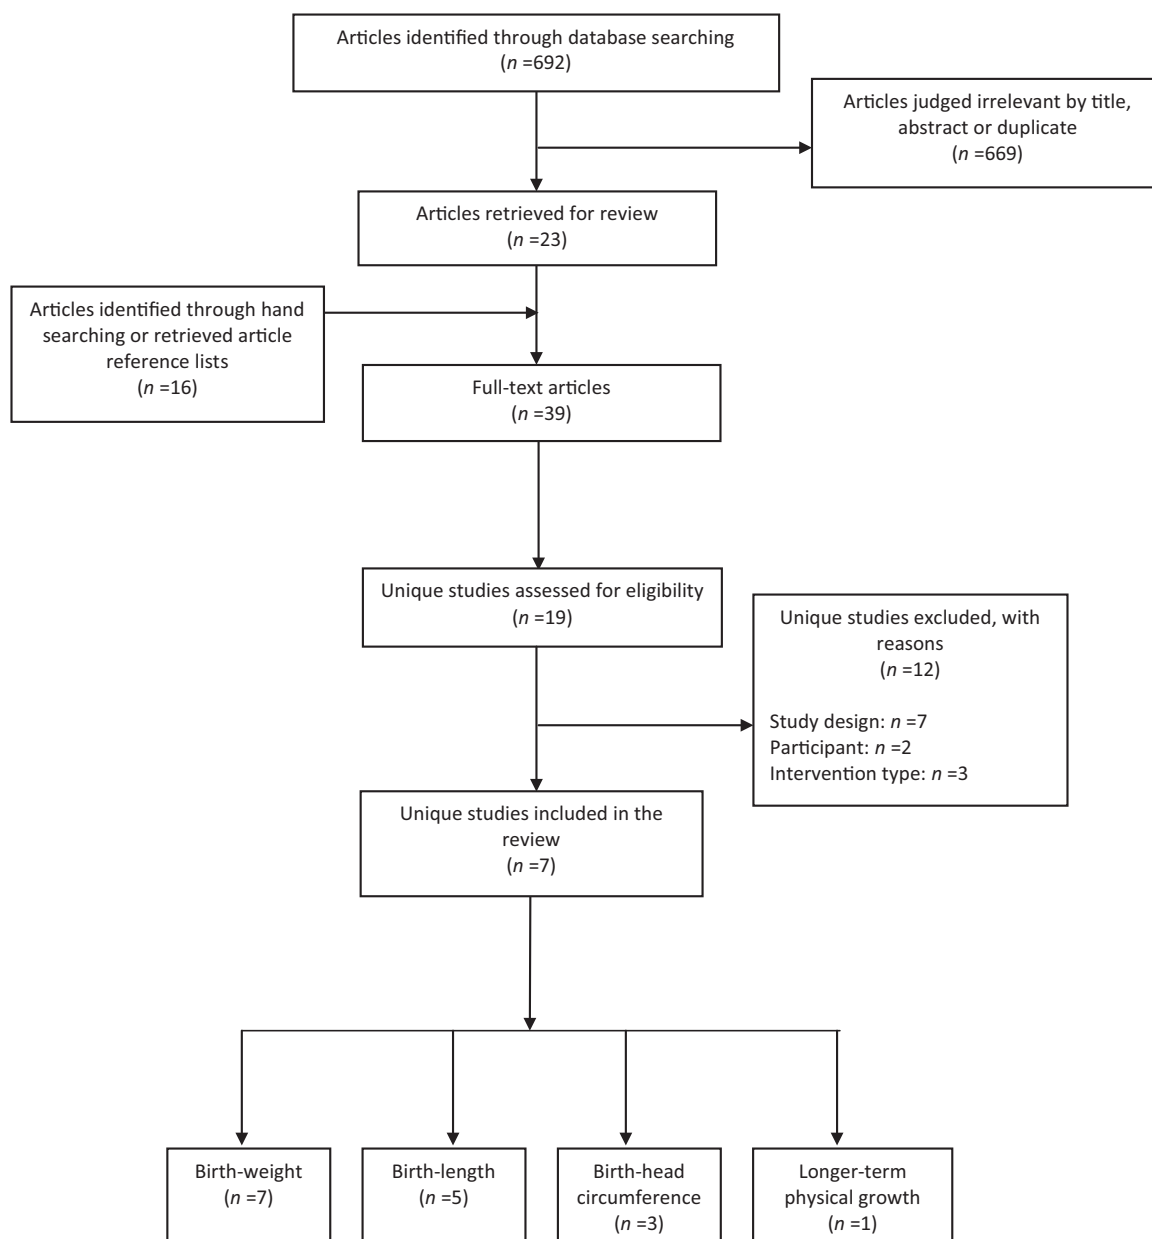 Articles identified through database searching
(n =692)
Articles judged irrelevant by title,
abstract or duplicate
(n =669)
Articles retrieved for review
(n =23)
Articles identified through hand
searching or retrieved article
reference lists
(n =16)
Full-text articles
(n =39)
Unique studies assessed for eligibility
(n =19)
Unique studies excluded, with
reasons
(n =12)
Study design: n =7
Participant: n =2
Intervention type: n =3
Unique studies included in the
review
(n =7)
Birth-weight
(n =7)
Birth-length
(n =5)
Birth-head
circumference
(n =3)
Longer-term
physical growth
(n =1)